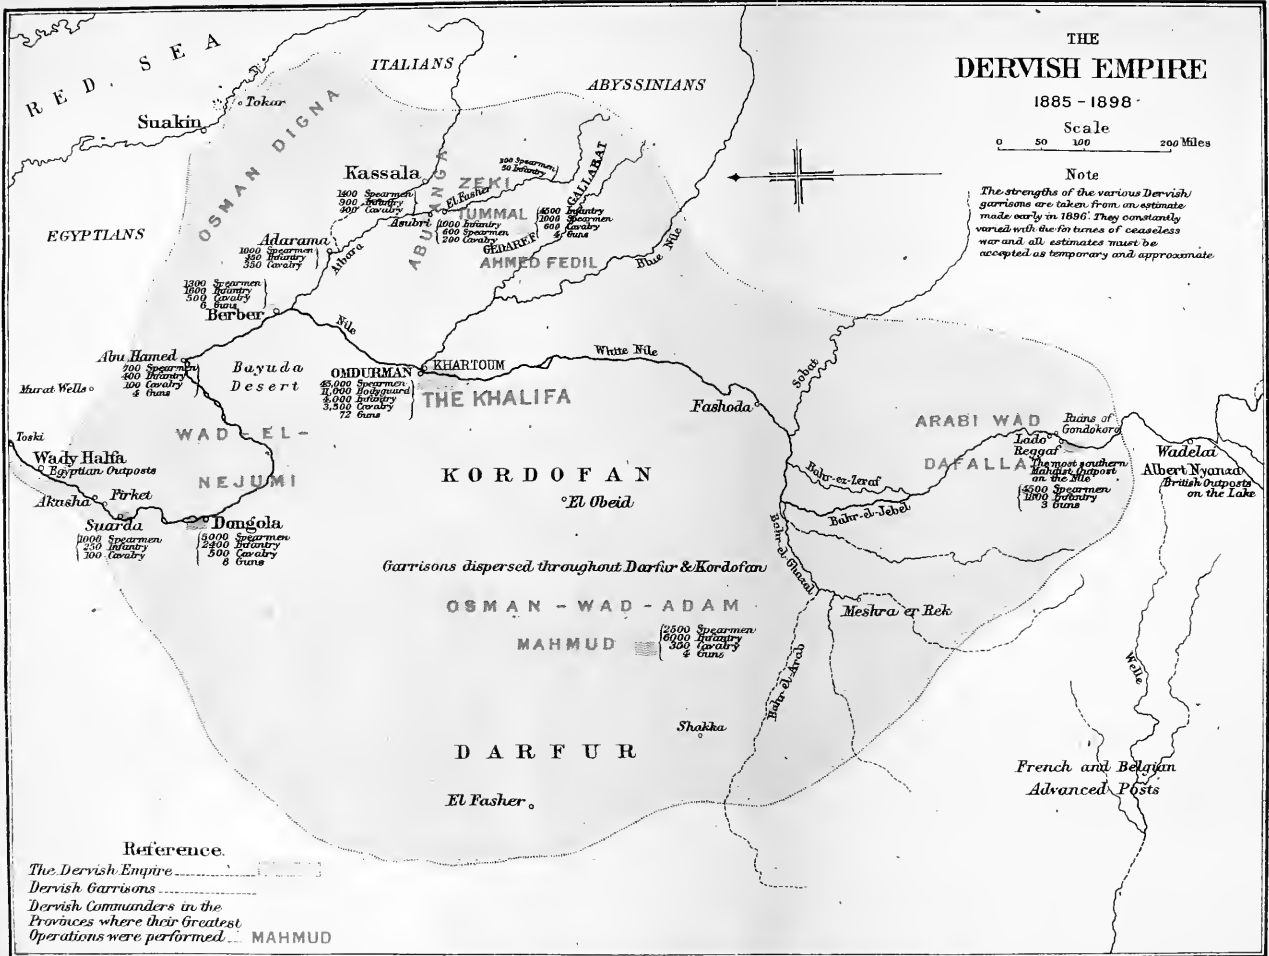 THE
DERVISH EMPIRE
1885 - 1898
Scale
0 50 100 200 Miles
Note
The strengths of the various Dervish
garrisons are taken from an estimate
made early in 1896. They constantly
varied with the fortunes of ceaseless
war and all estimates must be
accepted as temporary and approximate
RED SEA
ITALIANS
ABYSSINIANS
EGYPTIANS
Tokar
Suakin
OSMAN DIGNA
Kassala
1400 Spearmen
900 Infantry
400 Cavalry
ABU ANGA
ZEKI
TUMMAL
El Fasher
Asubri
1000 Infantry
600 Spearmen
200 Cavalry
50 Infantry
GALLABAT
4500 Infantry
1000 Spearmen
600 Cavalry
4 Guns
GEDAREF
AHMED FEDIL
Blue Nile
Adarama
1000 Spearmen
450 Infantry
350 Cavalry
Atbara
1300 Spearmen
1600 Infantry
500 Cavalry
6 Guns
Berber
Nile
Abu Hamed
700 Spearmen
400 Infantry
100 Cavalry
4 Guns
Murat Wells
Bayuda
Desert
OMDURMAN
45,000 Spearmen
11,000 Bodyguard
4,000 Infantry
3,500 Cavalry
72 Guns
KHARTOUM
THE KHALIFA
White Nile
Fashoda
Sobat
WAD - EL -
NEJUMI
Toski
Wady Halfa
Egyptian Outposts
Akasha
Firket
Suarda
1000 Spearmen
250 Infantry
100 Cavalry
Dongola
5000 Spearmen
2400 Infantry
500 Cavalry
8 Guns
KORDOFAN
El Obeid
Garrisons dispersed throughout Darfur & Kordofan
OSMAN - WAD - ADAM
MAHMUD
2500 Spearmen
6000 Infantry
350 Cavalry
4 Guns
Shakka
DARFUR
El Fasher
ARABI WAD
DAFALLA
Ruins of
Gondokoro
Lado
Reggaf
The most southern
Mahdist Outpost
on the Nile
4500 Spearmen
1800 Infantry
3 Guns
Wadelai
Albert Nyanza
British Outposts
on the Lake
Bahr-ez-Zeraf
Bahr-el-Jebel
Bahr-el-Ghazal
Meshra er Rek
Bahr-el-Arab
Welle
French and Belgian
Advanced Posts
Reference.
The Dervish Empire
Dervish Garrisons
Dervish Commanders in the
Provinces where their Greatest
Operations were performed MAHMUD